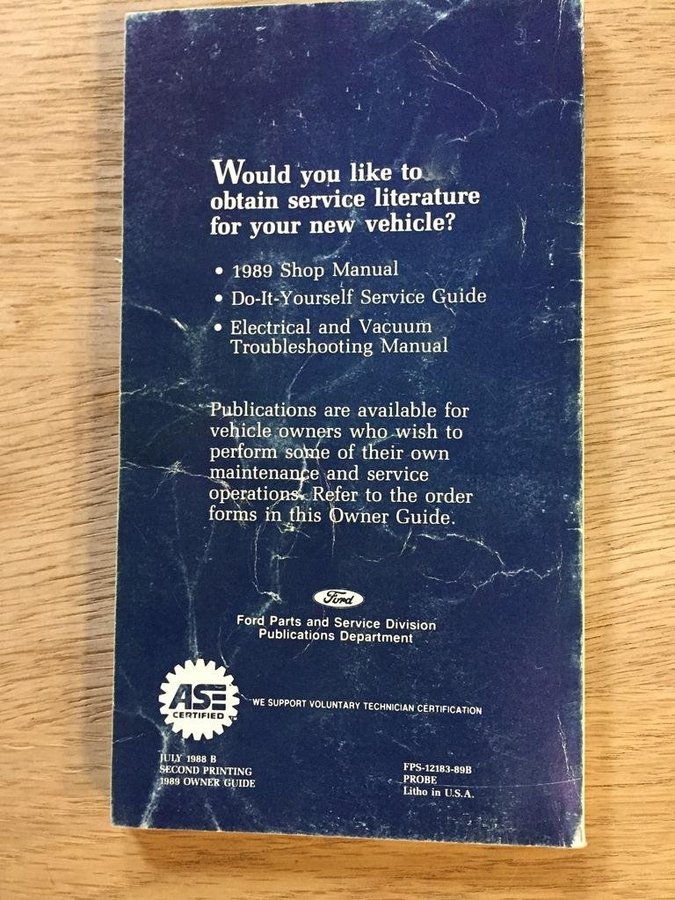 Would you like to
obtain service literature
for your new vehicle?
• 1989 Shop Manual
• Do-It-Yourself Service Guide
• Electrical and Vacuum
Troubleshooting Manual
Publications are available for
vehicle owners who wish to
perform some of their own
maintenance and service
operations. Refer to the order
forms in this Owner Guide.
Ford
Ford Parts and Service Division
Publications Department
ASE
CERTIFIED
WE SUPPORT VOLUNTARY TECHNICIAN CERTIFICATION
JULY 1988 B
SECOND PRINTING
1989 OWNER GUIDE
FPS-12183-89B
PROBE
Litho in U.S.A.